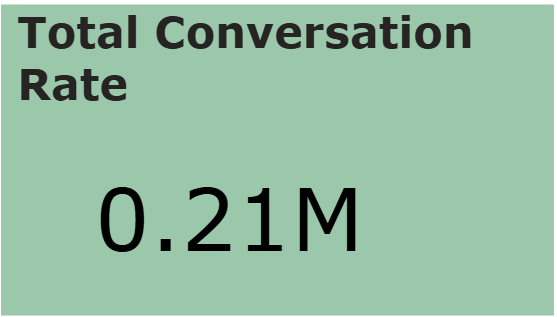 Total Conversation
Rate
0.21M